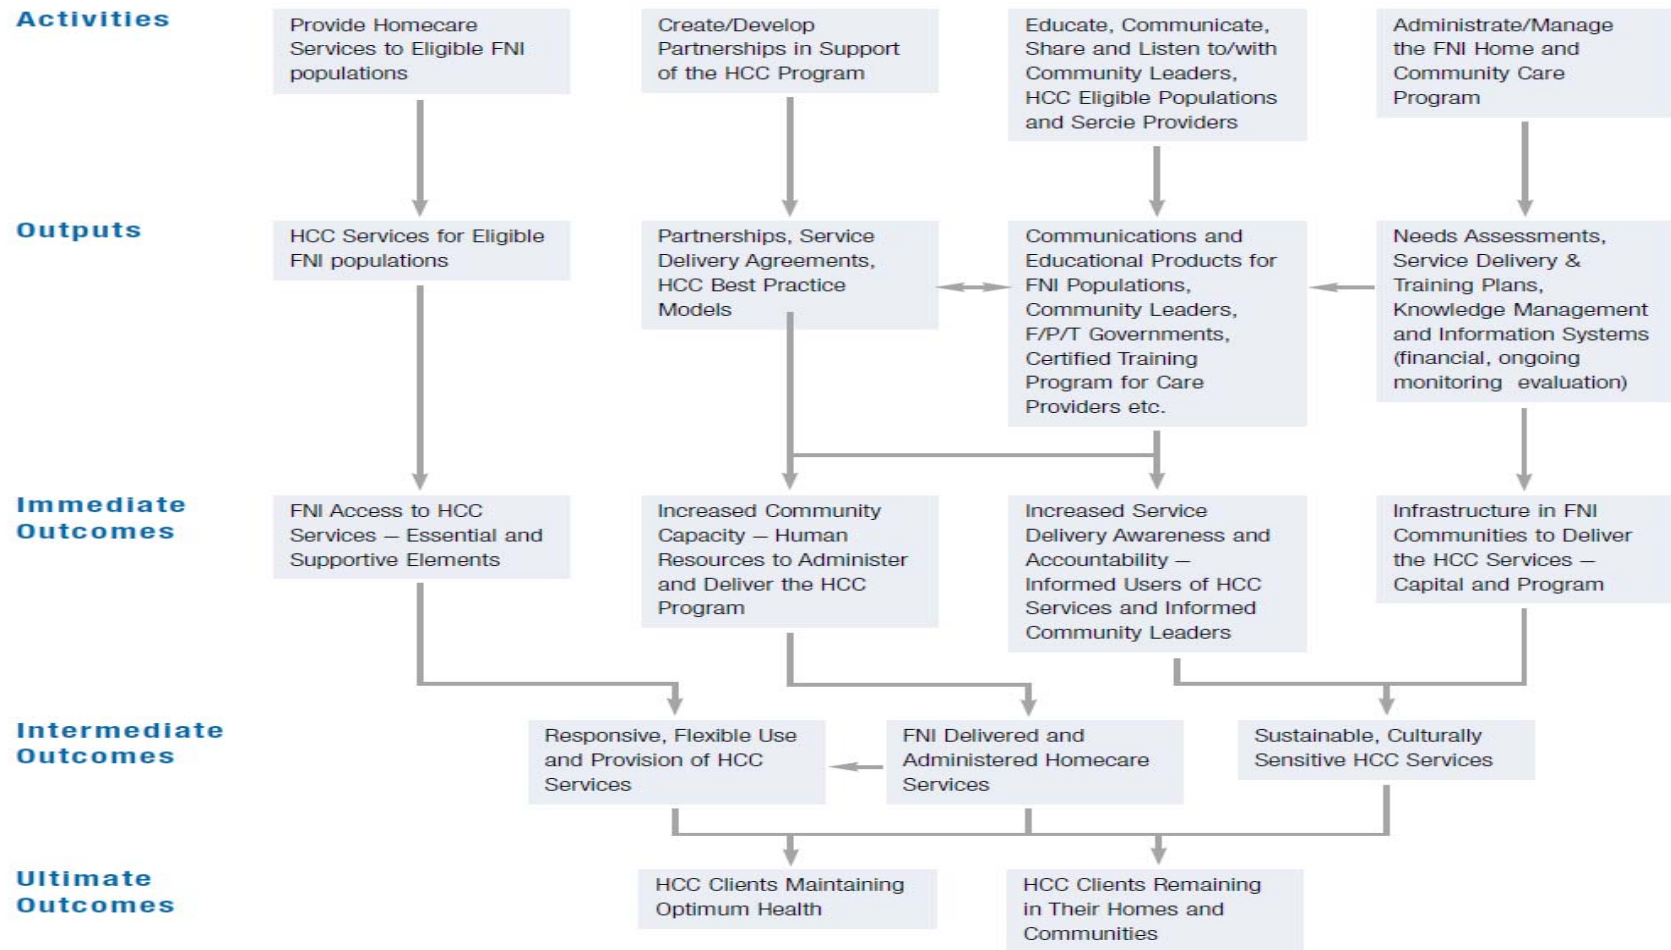 Activities
Provide Homecare
Services to Eligible FNI
populations
Create/Develop
Partnerships in Support
of the HCC Program
Educate, Communicate,
Share and Listen to/with
Community Leaders,
HCC Eligible Populations
and Sercie Providers
Administrate/Manage
the FNI Home and
Community Care
Program
Outputs
HCC Services for Eligible
FNI populations
Partnerships, Service
Delivery Agreements,
HCC Best Practice
Models
Communications and
Educational Products for
FNI Populations,
Community Leaders,
F/P/T Governments,
Certified Training
Program for Care
Providers etc.
Needs Assessments,
Service Delivery &
Training Plans,
Knowledge Management
and Information Systems
(financial, ongoing
monitoring evaluation)
Immediate
Outcomes
FNI Access to HCC
Services – Essential and
Supportive Elements
Increased Community
Capacity – Human
Resources to Administer
and Deliver the HCC
Program
Increased Service
Delivery Awareness and
Accountability –
Informed Users of HCC
Services and Informed
Community Leaders
Infrastructure in FNI
Communities to Deliver
the HCC Services –
Capital and Program
Intermediate
Outcomes
Responsive, Flexible Use
and Provision of HCC
Services
FNI Delivered and
Administered Homecare
Services
Sustainable, Culturally
Sensitive HCC Services
Ultimate
Outcomes
HCC Clients Maintaining
Optimum Health
HCC Clients Remaining
in Their Homes and
Communities